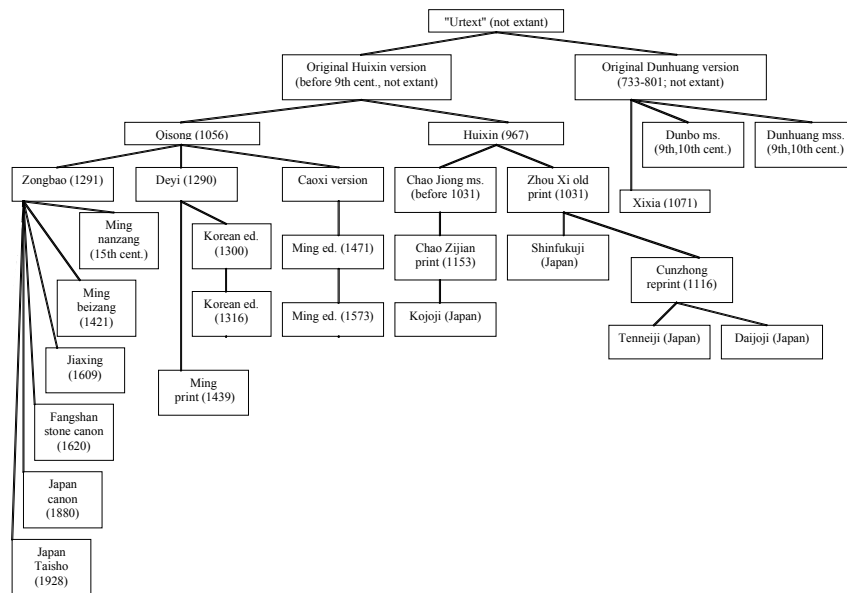 "Urtext" (not extant)
Original Huixin version
(before 9th cent., not extant)
Original Dunhuang version
(733-801; not extant)
Qisong (1056)
Huixin (967)
Dunbo ms.
(9th,10th cent.)
Dunhuang mss.
(9th,10th cent.)
Zongbao (1291)
Deyi (1290)
Caoxi version
Chao Jiong ms.
(before 1031)
Zhou Xi old
print (1031)
Xixia (1071)
Ming
nanzang
(15th cent.)
Korean ed.
(1300)
Ming ed. (1471)
Chao Zijian
print (1153)
Shinfukuji
(Japan)
Cunzhong
reprint (1116)
Ming
beizang
(1421)
Korean ed.
(1316)
Ming ed. (1573)
Kojoji (Japan)
Tenneiji (Japan)
Daijoji (Japan)
Jiaxing
(1609)
Ming
print (1439)
Fangshan
stone canon
(1620)
Japan
canon
(1880)
Japan
Taisho
(1928)